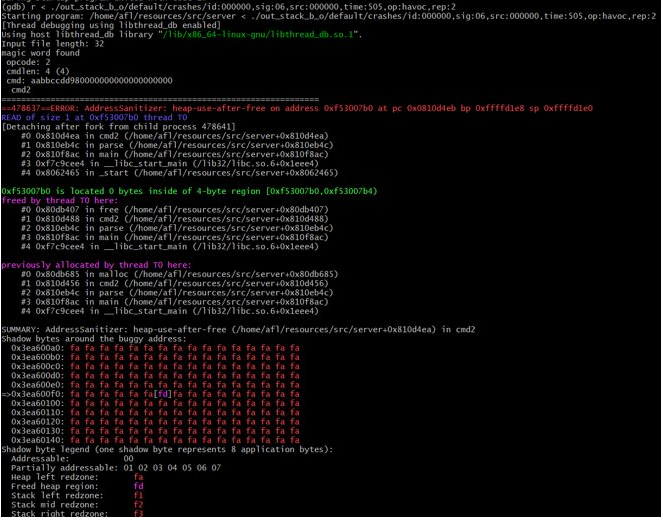 (gdb) r < ./out_stack_b_o/default/crashes/id:000000,sig:06,src:000000,time:505,op:havoc,rep:2
Starting program: /home/afl/resources/src/server < ./out_stack_b_o/default/crashes/id:000000,sig:06,src:000000,time:505,op:havoc,rep:2
[Thread debugging using libthread_db enabled]
Using host libthread_db library "/lib/x86_64-linux-gnu/libthread_db.so.1".
Input file length: 32
magic word found
opcode: 2
cmdlen: 4 (4)
cmd: aabbccdd98000000000000000000
cmd2
=================================================================
==478637==ERROR: AddressSanitizer: heap-use-after-free on address 0xf53007b0 at pc 0x0810d4eb bp 0xffffd1e8 sp 0xffffd1e0
READ of size 1 at 0xf53007b0 thread T0
[Detaching after fork from child process 478641]
#0 0x810d4ea in cmd2 (/home/afl/resources/src/server+0x810d4ea)
#1 0x810eb4c in parse (/home/afl/resources/src/server+0x810eb4c)
#2 0x810f8ac in main (/home/afl/resources/src/server+0x810f8ac)
#3 0xf7c9cee4 in __libc_start_main (/lib32/libc.so.6+0x1eee4)
#4 0x8062465 in _start (/home/afl/resources/src/server+0x8062465)
0xf53007b0 is located 0 bytes inside of 4-byte region [0xf53007b0,0xf53007b4)
freed by thread T0 here:
#0 0x80db407 in free (/home/afl/resources/src/server+0x80db407)
#1 0x810d488 in cmd2 (/home/afl/resources/src/server+0x810d488)
#2 0x810eb4c in parse (/home/afl/resources/src/server+0x810eb4c)
#3 0x810f8ac in main (/home/afl/resources/src/server+0x810f8ac)
#4 0xf7c9cee4 in __libc_start_main (/lib32/libc.so.6+0x1eee4)
previously allocated by thread T0 here:
#0 0x80db685 in malloc (/home/afl/resources/src/server+0x80db685)
#1 0x810d456 in cmd2 (/home/afl/resources/src/server+0x810d456)
#2 0x810eb4c in parse (/home/afl/resources/src/server+0x810eb4c)
#3 0x810f8ac in main (/home/afl/resources/src/server+0x810f8ac)
#4 0xf7c9cee4 in __libc_start_main (/lib32/libc.so.6+0x1eee4)
SUMMARY: AddressSanitizer: heap-use-after-free (/home/afl/resources/src/server+0x810d4ea) in cmd2
Shadow bytes around the buggy address:
0x3ea600a0: fa fa fa fa fa fa fa fa fa fa fa fa fa fa fa fa
0x3ea600b0: fa fa fa fa fa fa fa fa fa fa fa fa fa fa fa fa
0x3ea600c0: fa fa fa fa fa fa fa fa fa fa fa fa fa fa fa fa
0x3ea600d0: fa fa fa fa fa fa fa fa fa fa fa fa fa fa fa fa
0x3ea600e0: fa fa fa fa fa fa fa fa fa fa fa fa fa fa fa fa
=>0x3ea600f0: fa fa fa fa fa fa[fd]fa fa fa fa fa fa fa fa fa
0x3ea60100: fa fa fa fa fa fa fa fa fa fa fa fa fa fa fa fa
0x3ea60110: fa fa fa fa fa fa fa fa fa fa fa fa fa fa fa fa
0x3ea60120: fa fa fa fa fa fa fa fa fa fa fa fa fa fa fa fa
0x3ea60130: fa fa fa fa fa fa fa fa fa fa fa fa fa fa fa fa
0x3ea60140: fa fa fa fa fa fa fa fa fa fa fa fa fa fa fa fa
Shadow byte legend (one shadow byte represents 8 application bytes):
Addressable: 00
Partially addressable: 01 02 03 04 05 06 07
Heap left redzone: fa
Freed heap region: fd
Stack left redzone: f1
Stack mid redzone: f2
Stack right redzone: f3